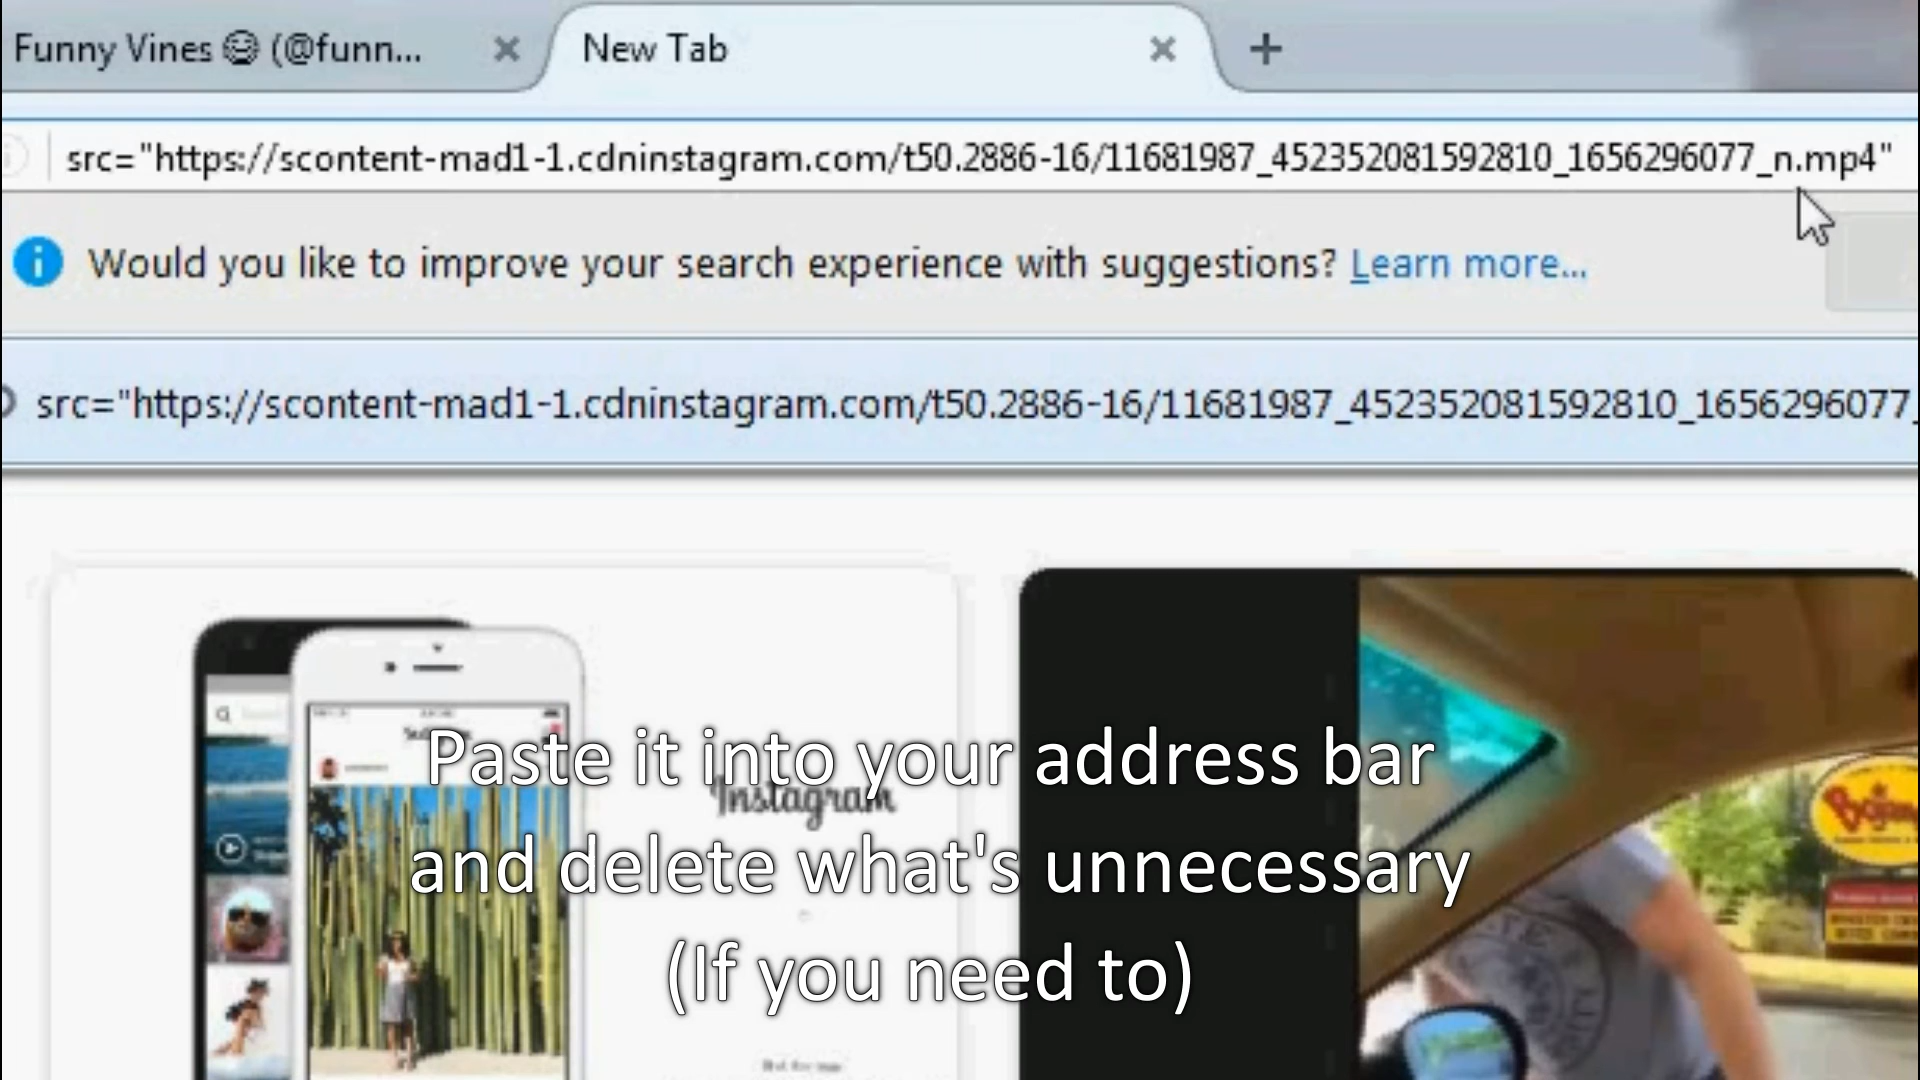 Funny Vines 😂 (@funn...
New Tab
src="https://scontent-mad1-1.cdninstagram.com/t50.2886-16/11681987_452352081592810_1656296077_n.mp4"
Would you like to improve your search experience with suggestions? Learn more...
src="https://scontent-mad1-1.cdninstagram.com/t50.2886-16/11681987_452352081592810_1656296077_
Instagram
Paste it into your address bar
and delete what's unnecessary
(If you need to)